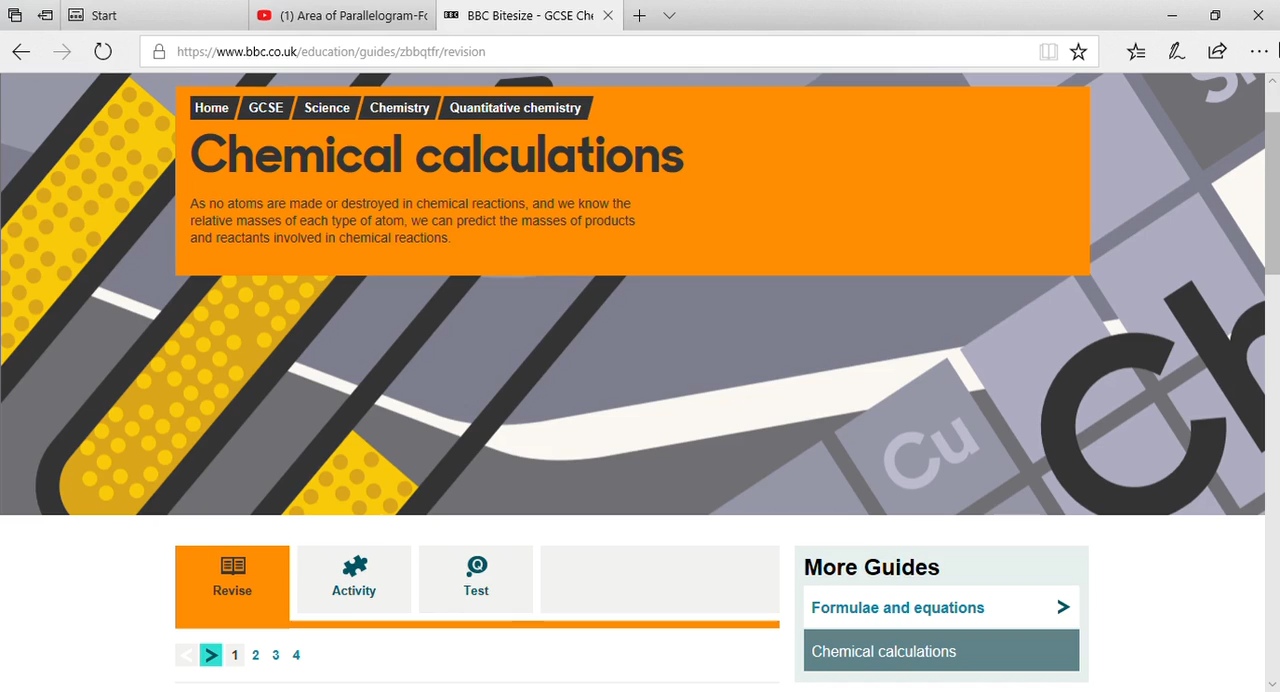 Start
(1) Area of Parallelogram-Fo
BBC
BBC Bitesize - GCSE Che
https://www.bbc.co.uk/education/guides/zbbqtfr/revision
Home
GCSE
Science
Chemistry
Quantitative chemistry
Chemical calculations
As no atoms are made or destroyed in chemical reactions, and we know the
relative masses of each type of atom, we can predict the masses of products
and reactants involved in chemical reactions.
Cu
Ch
Revise
Activity
Q
Test
1 2 3 4
More Guides
Formulae and equations
Chemical calculations